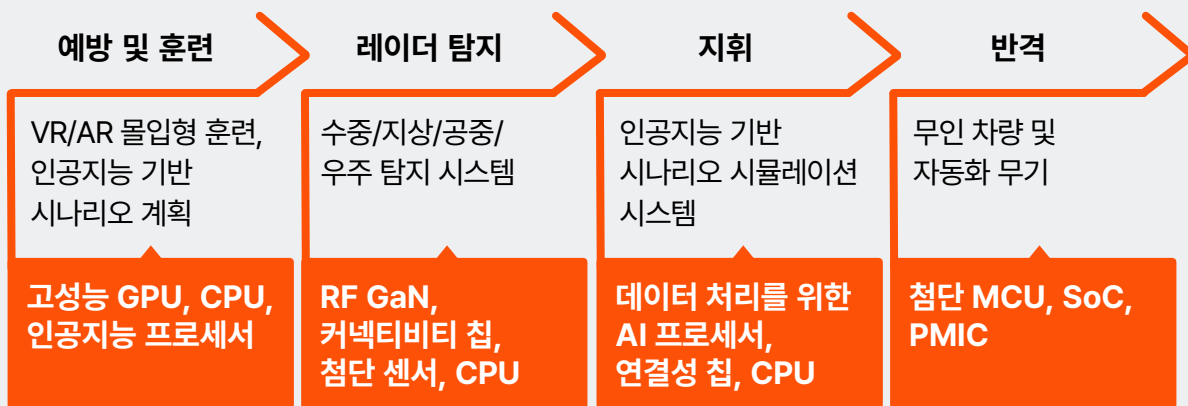 예방 및 훈련
VR/AR 몰입형 훈련,
인공지능 기반
시나리오 계획
고성능 GPU, CPU,
인공지능 프로세서
레이더 탐지
수중/지상/공중/
우주 탐지 시스템
RF GaN,
커넥티비티 칩,
첨단 센서, CPU
지휘
인공지능 기반
시나리오 시뮬레이션
시스템
데이터 처리를 위한
AI 프로세서,
연결성 칩, CPU
반격
무인 차량 및
자동화 무기
첨단 MCU, SoC,
PMIC